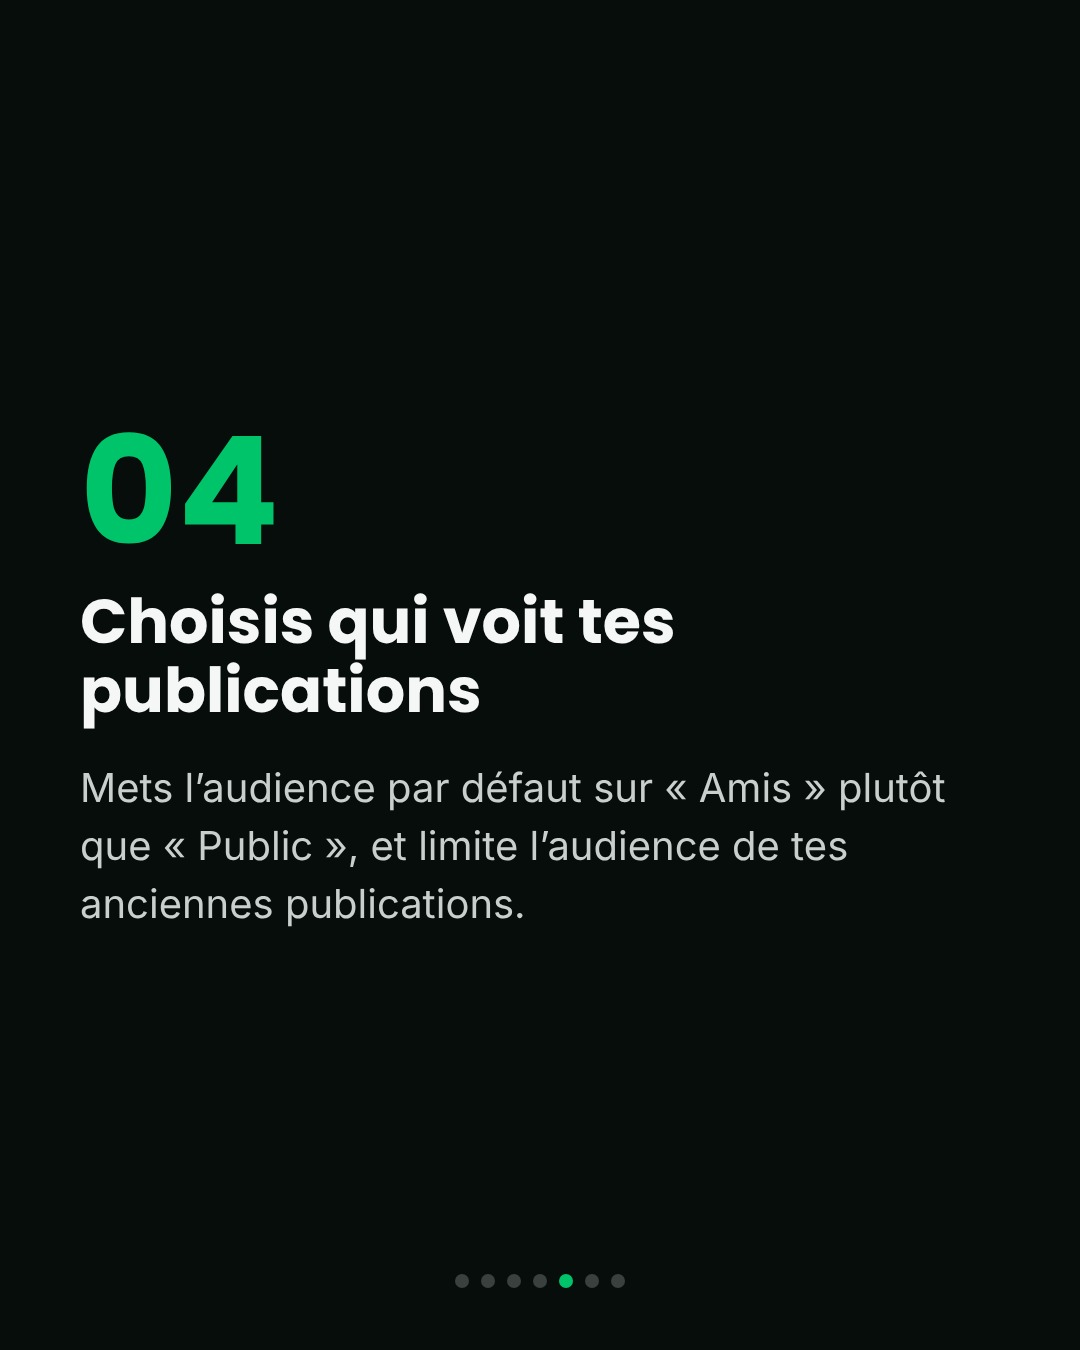 04
Choisis qui voit tes
publications
Mets l’audience par défaut sur « Amis » plutôt
que « Public », et limite l’audience de tes
anciennes publications.